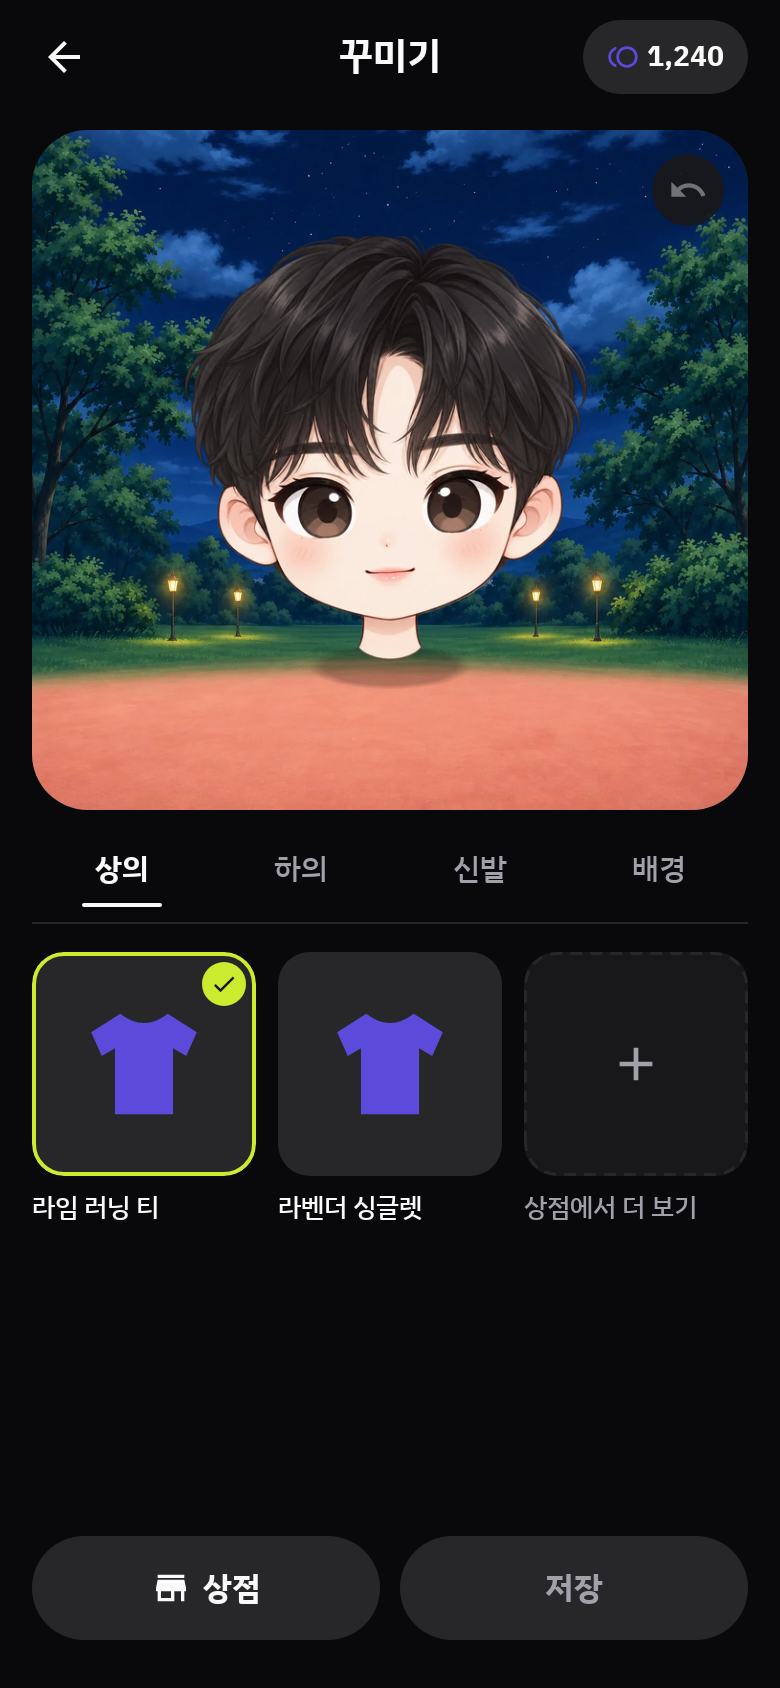 꾸미기
1,240
상의
하의
신발
배경
라임 러닝 티
라벤더 싱글렛
상점에서 더 보기
상점
저장